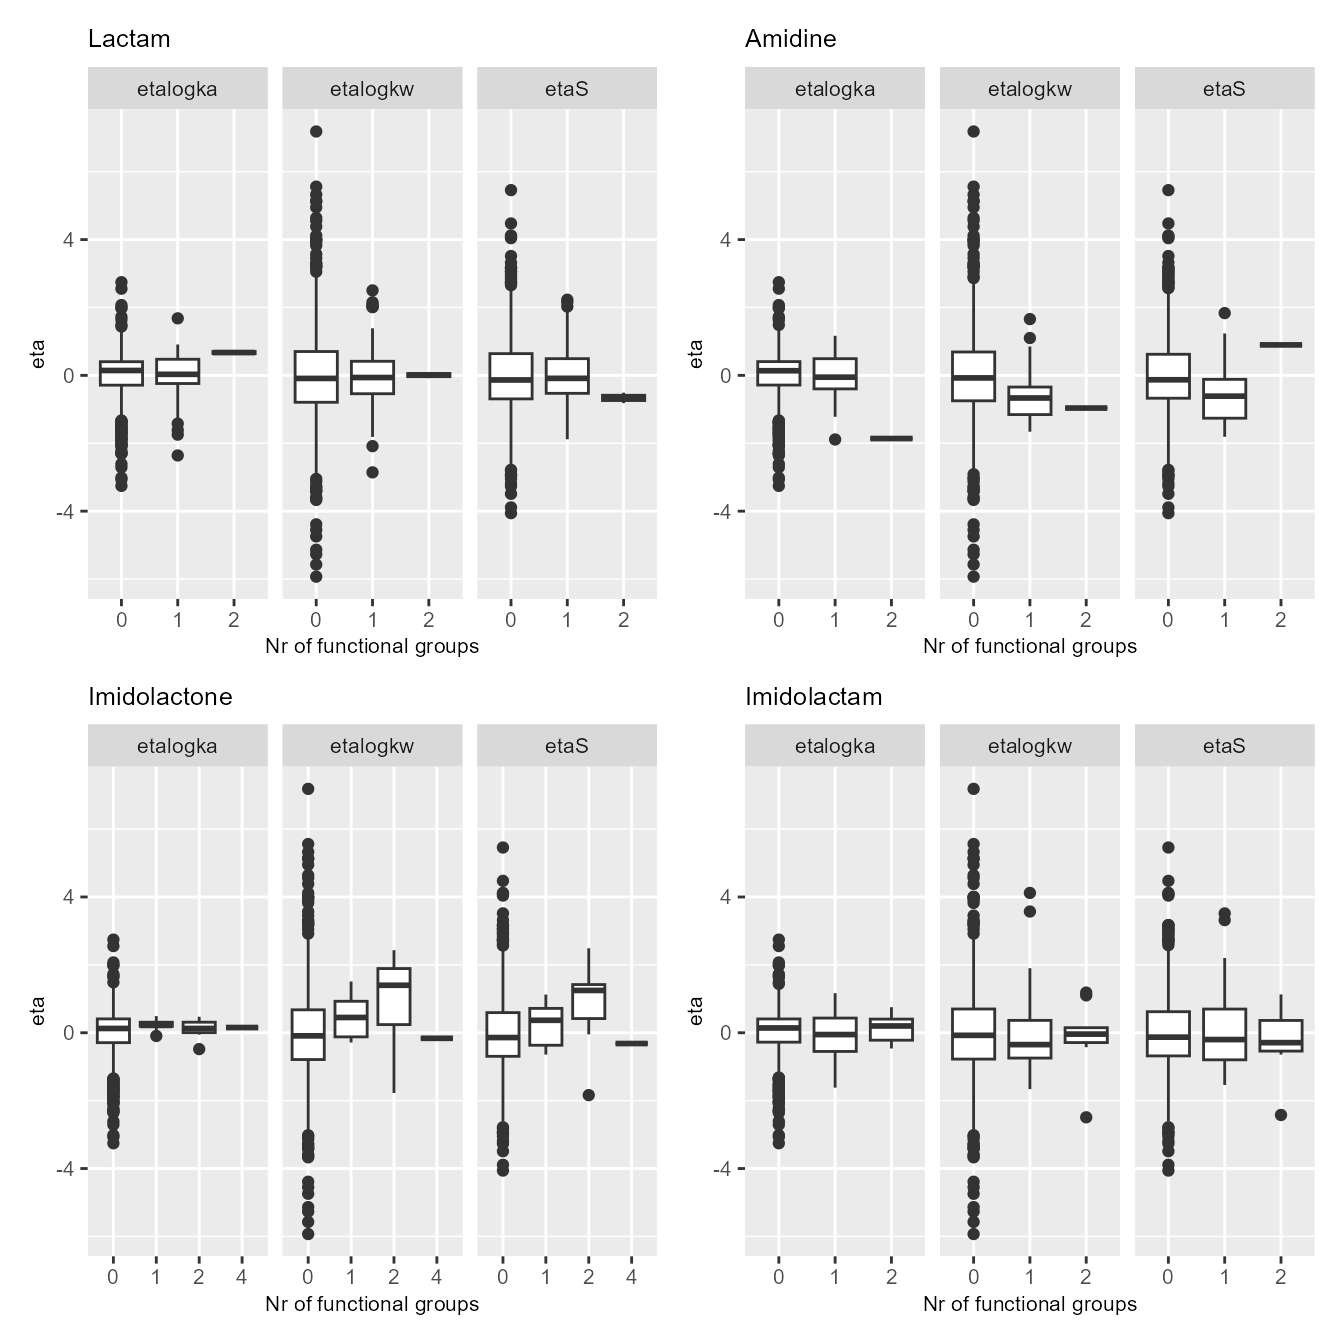 Lactam
etalogka etalogkw etaS
eta
4
0
-4
0 1 2 0 1 2 0 1 2
Nr of functional groups
Amidine
etalogka etalogkw etaS
eta
4
0
-4
0 1 2 0 1 2 0 1 2
Nr of functional groups
Imidolactone
etalogka etalogkw etaS
eta
4
0
-4
0 1 2 4 0 1 2 4 0 1 2 4
Nr of functional groups
Imidolactam
etalogka etalogkw etaS
eta
4
0
-4
0 1 2 0 1 2 0 1 2
Nr of functional groups